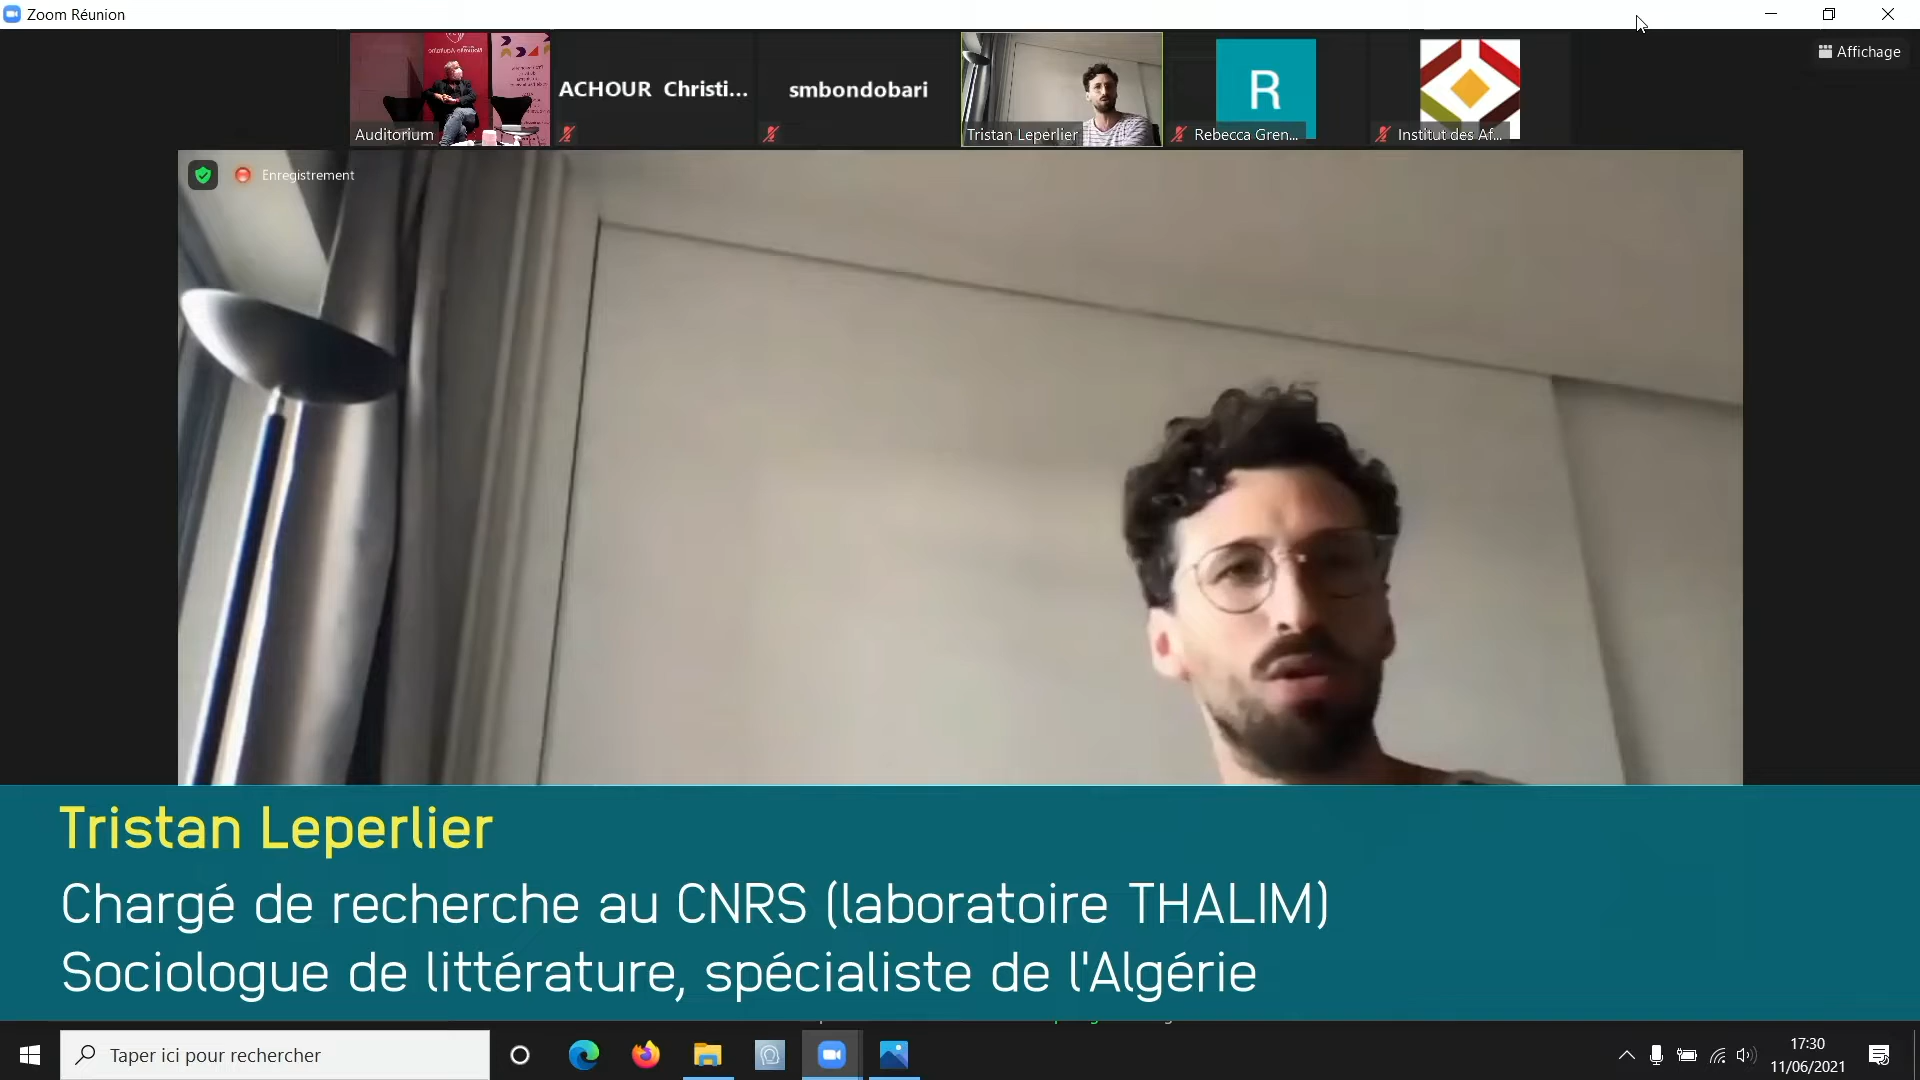 Zoom Réunion
Affichage
ACHOUR Christi...
smbondobari
R
Auditorium
Tristan Leperlier
Rebecca Gren...
Institut des Af...
Enregistrement
Tristan Leperlier
Chargé de recherche au CNRS (laboratoire THALIM)
Sociologue de littérature, spécialiste de l'Algérie
Taper ici pour rechercher
17:30
11/06/2021